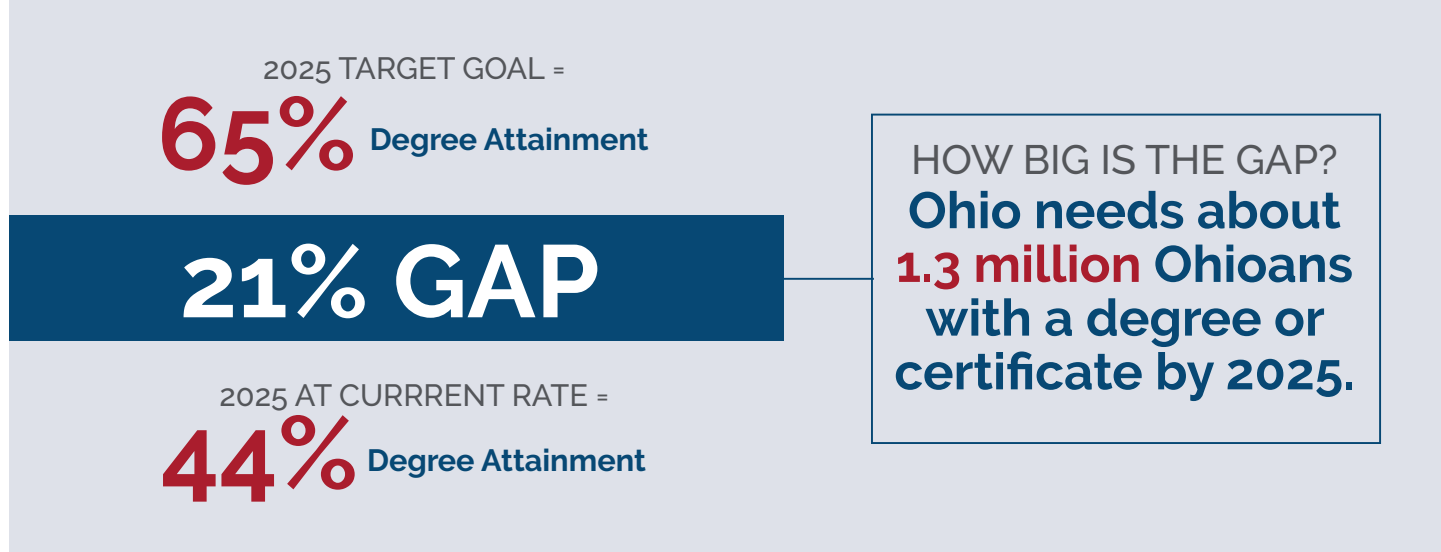 2025 TARGET GOAL =
65% Degree Attainment
21% GAP
2025 AT CURRRENT RATE =
44% Degree Attainment
HOW BIG IS THE GAP?
Ohio needs about
1.3 million Ohioans
with a degree or
certificate by 2025.